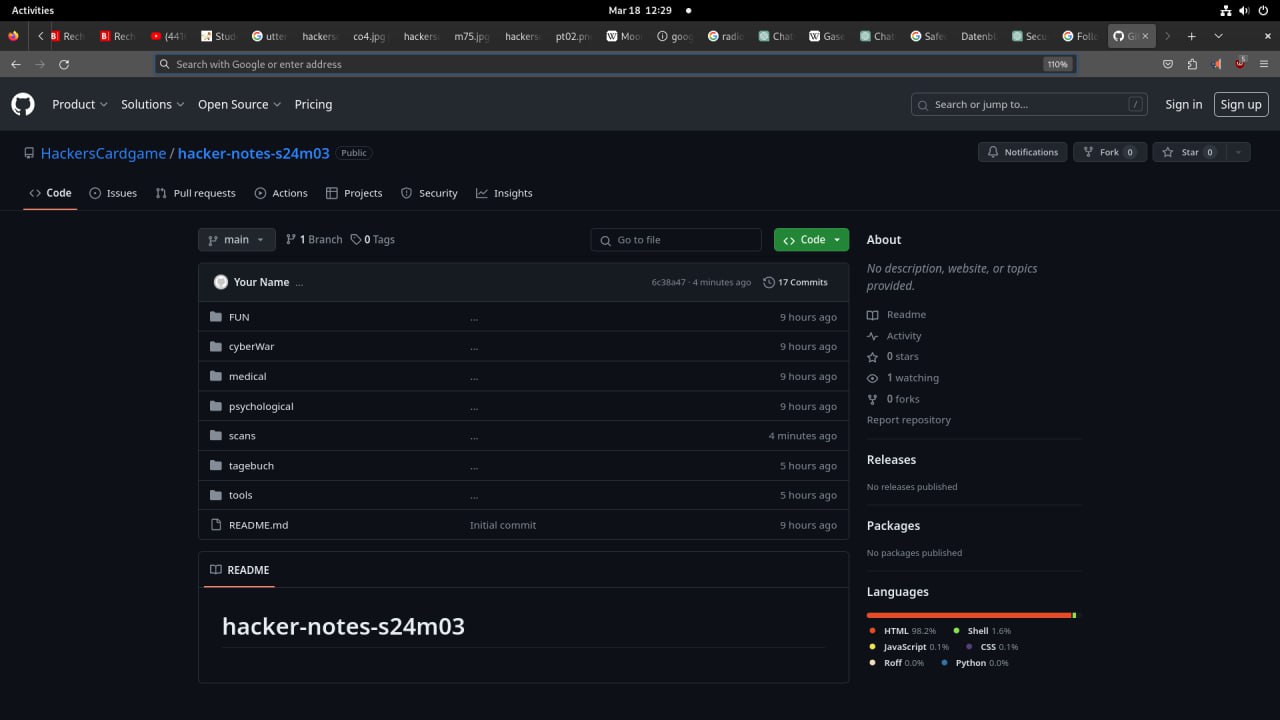 Activities
Mar 18 12:29
Rech
Rech
(441
Stud
utter
hackers
co4.jpg
hackers
m75.jpg
hackers
pt02.pn
Moon
goog
radio
Chat
Gase
Chat
Safe
Datenbl
Secu
Follo
Git
Search with Google or enter address
110%
Product
Solutions
Open Source
Pricing
Search or jump to...
/
Sign in
Sign up
HackersCardgame / hacker-notes-s24m03
Public
Notifications
Fork 0
Star 0
Code
Issues
Pull requests
Actions
Projects
Security
Insights
main
1 Branch
0 Tags
Go to file
Code
Your Name ...
6c38a47 · 4 minutes ago
17 Commits
FUN ... 9 hours ago
cyberWar ... 9 hours ago
medical ... 9 hours ago
psychological ... 9 hours ago
scans ... 4 minutes ago
tagebuch ... 5 hours ago
tools ... 5 hours ago
README.md Initial commit 9 hours ago
README
hacker-notes-s24m03
About
No description, website, or topics
provided.
Readme
Activity
0 stars
1 watching
0 forks
Report repository
Releases
No releases published
Packages
No packages published
Languages
HTML 98.2% Shell 1.6%
JavaScript 0.1% CSS 0.1%
Roff 0.0% Python 0.0%